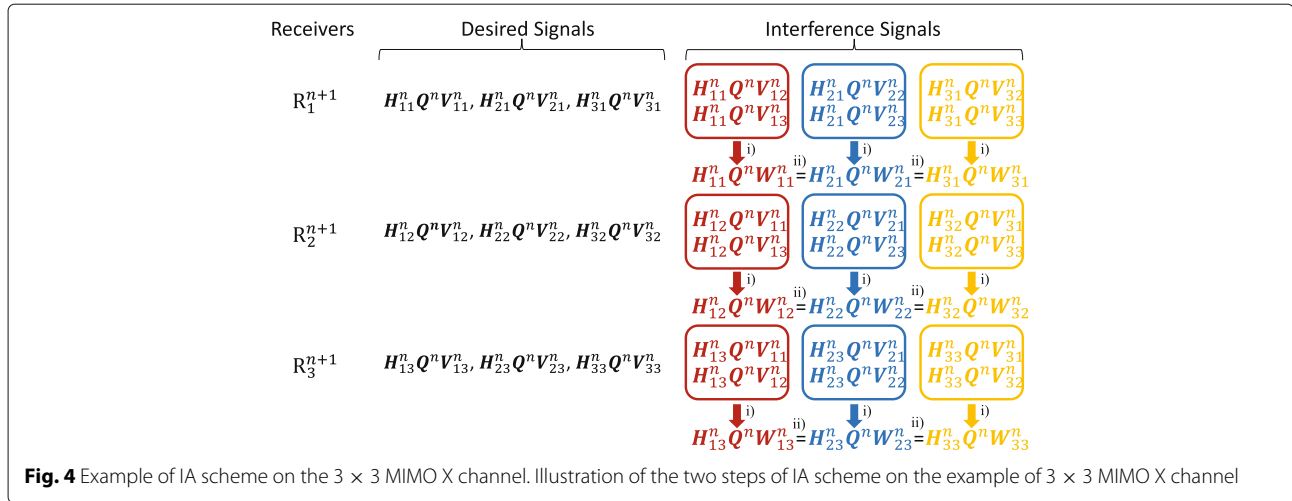 Receivers Desired Signals Interference Signals
R₁ⁿ⁺¹ H₁₁ⁿQⁿV₁₁ⁿ, H₂₁ⁿQⁿV₂₁ⁿ, H₃₁ⁿQⁿV₃₁ⁿ
H₁₁ⁿQⁿV₁₂ⁿ H₂₁ⁿQⁿV₂₂ⁿ H₃₁ⁿQⁿV₃₂ⁿ
H₁₁ⁿQⁿV₁₃ⁿ H₂₁ⁿQⁿV₂₃ⁿ H₃₁ⁿQⁿV₃₃ⁿ
i) i) i)
ii) ii)
H₁₁ⁿQⁿW₁₁ⁿ = H₂₁ⁿQⁿW₂₁ⁿ = H₃₁ⁿQⁿW₃₁ⁿ
R₂ⁿ⁺¹ H₁₂ⁿQⁿV₁₂ⁿ, H₂₂ⁿQⁿV₂₂ⁿ, H₃₂ⁿQⁿV₃₂ⁿ
H₁₂ⁿQⁿV₁₁ⁿ H₂₂ⁿQⁿV₂₁ⁿ H₃₂ⁿQⁿV₃₁ⁿ
H₁₂ⁿQⁿV₁₃ⁿ H₂₂ⁿQⁿV₂₃ⁿ H₃₂ⁿQⁿV₃₃ⁿ
i) i) i)
ii) ii)
H₁₂ⁿQⁿW₁₂ⁿ = H₂₂ⁿQⁿW₂₂ⁿ = H₃₂ⁿQⁿW₃₂ⁿ
R₃ⁿ⁺¹ H₁₃ⁿQⁿV₁₃ⁿ, H₂₃ⁿQⁿV₂₃ⁿ, H₃₃ⁿQⁿV₃₃ⁿ
H₁₃ⁿQⁿV₁₁ⁿ H₂₃ⁿQⁿV₂₁ⁿ H₃₃ⁿQⁿV₃₁ⁿ
H₁₃ⁿQⁿV₁₂ⁿ H₂₃ⁿQⁿV₂₂ⁿ H₃₃ⁿQⁿV₃₂ⁿ
i) i) i)
ii) ii)
H₁₃ⁿQⁿW₁₃ⁿ = H₂₃ⁿQⁿW₂₃ⁿ = H₃₃ⁿQⁿW₃₃ⁿ
Fig. 4 Example of IA scheme on the 3 × 3 MIMO X channel. Illustration of the two steps of IA scheme on the example of 3 × 3 MIMO X channel